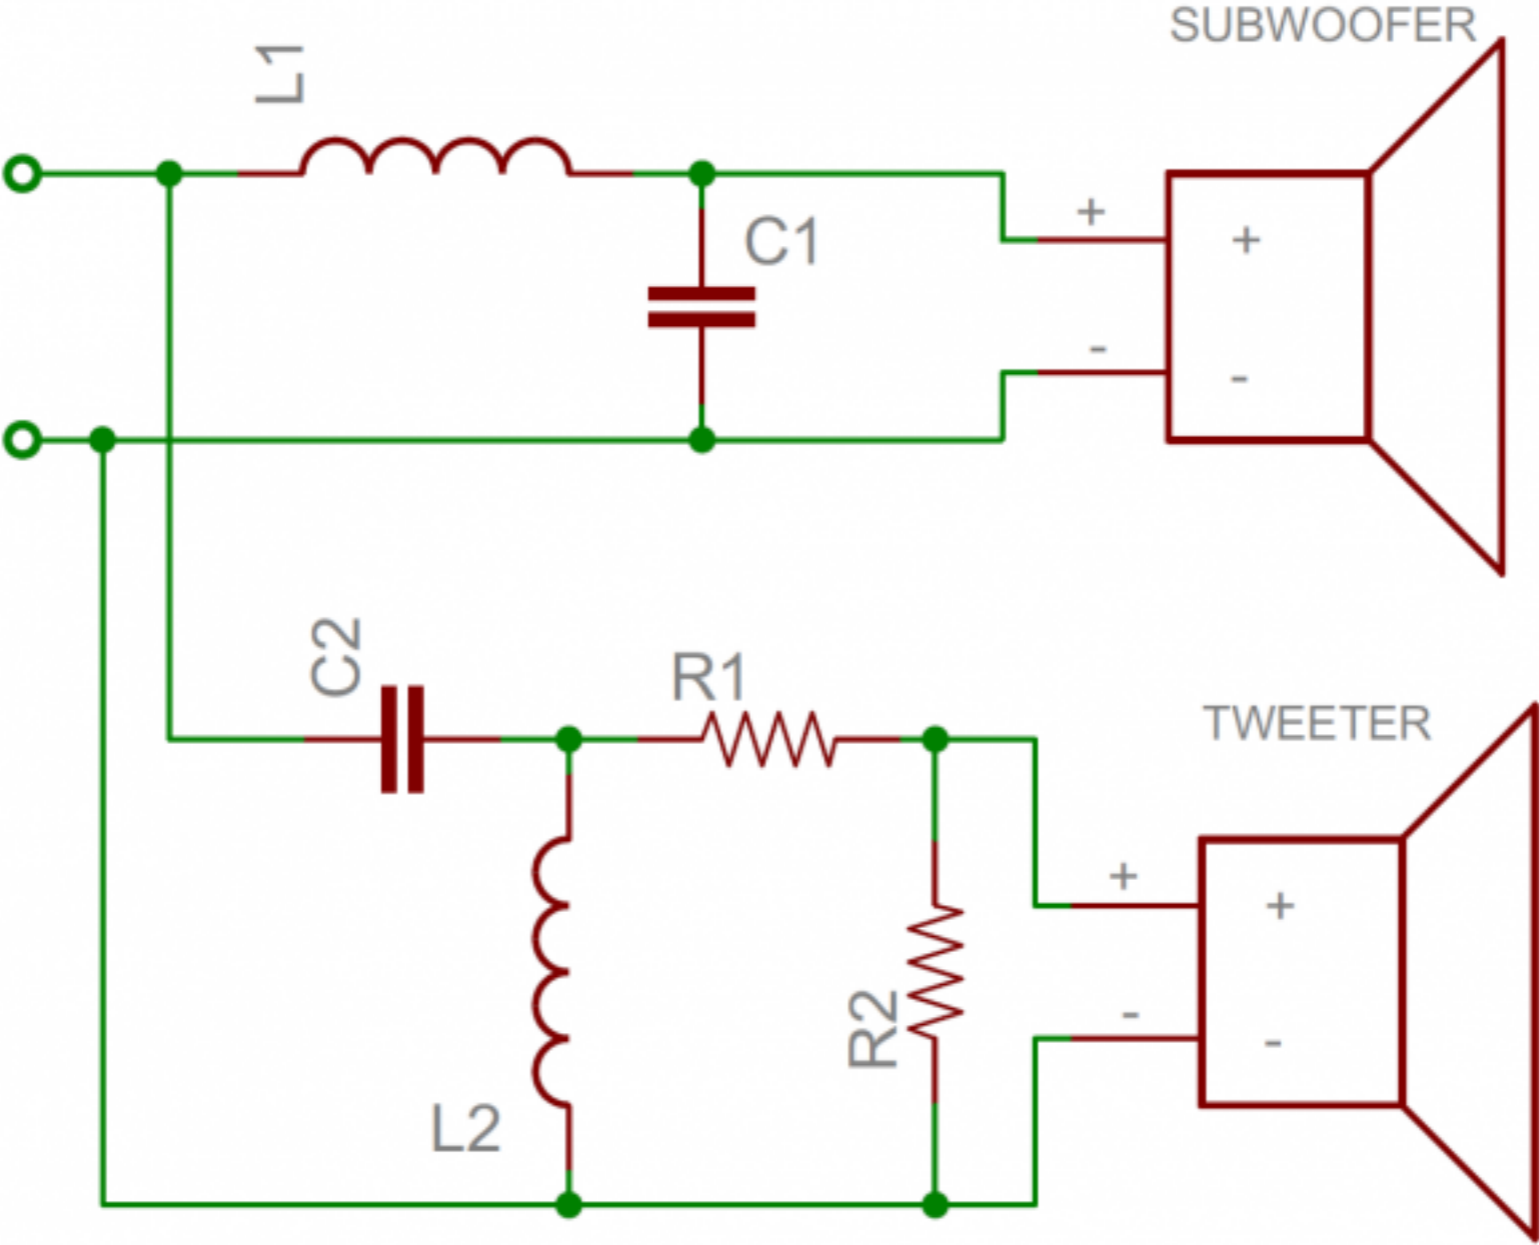 SUBWOOFER
L1
C1
+
+
-
-
C2
R1
TWEETER
+
+
R2
-
-
L2